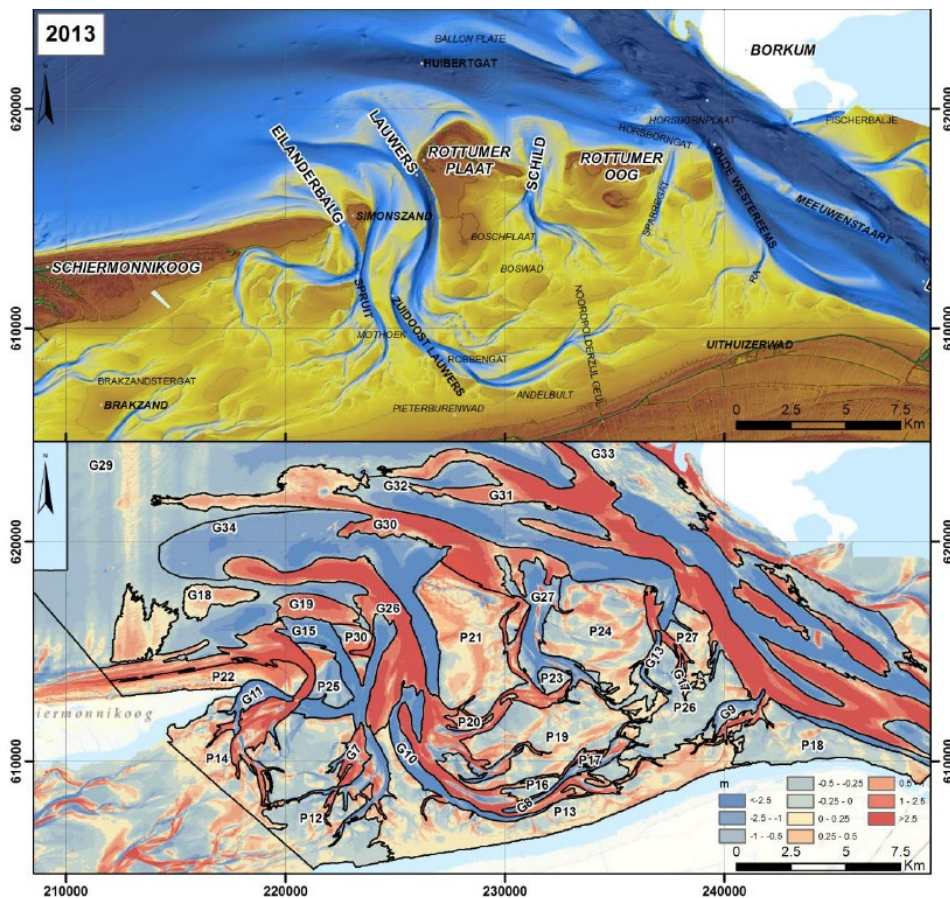 2013
BALLON PLATE
HUIBERTGAT
BORKUM
620000
620000
HORSBORNPLAAT
FISCHERBALJE
HORSBORNGAT
LAUWERS
EILANDERBALG
ROTTUMER
PLAAT
SCHILD
ROTTUMER
OOG
OUDE WESTEREEMS
MEEUWENSTAART
SIMONSZAND
SPARREGAT
BOSCHPLAAT
SCHIERMONNIKOOG
BOSWAD
RA
SPRUIT
ZUIDOOST LAUWERS
NOORDPOLDERZIJL GEUL
610000
610000
MOTHOEK
UITHUIZERWAD
ROBBENGAT
BRAKZANDSTERGAT
ANDELBULT
BRAKZAND
PIETERBURENWAD
0 2.5 5 7.5
Km
G29
G33
G32
G31
G34
G30
620000
620000
G18
G19
G26
G27
G15
P30
P21
P24
P27
G13
P22
P25
P23
G11
G17
P26
iermonnikoog
P20
G9
P14
G7
G10
P19
P18
610000
610000
P17
P16
G8
P13
P12
m
<-2.5
-2.5 - -1
-1 - -0.5
-0.5 - -0.25
-0.25 - 0
0 - 0.25
0.25 - 0.5
1 - 2.5
>2.5
0 2.5 5 7.5
Km
210000
220000
230000
240000